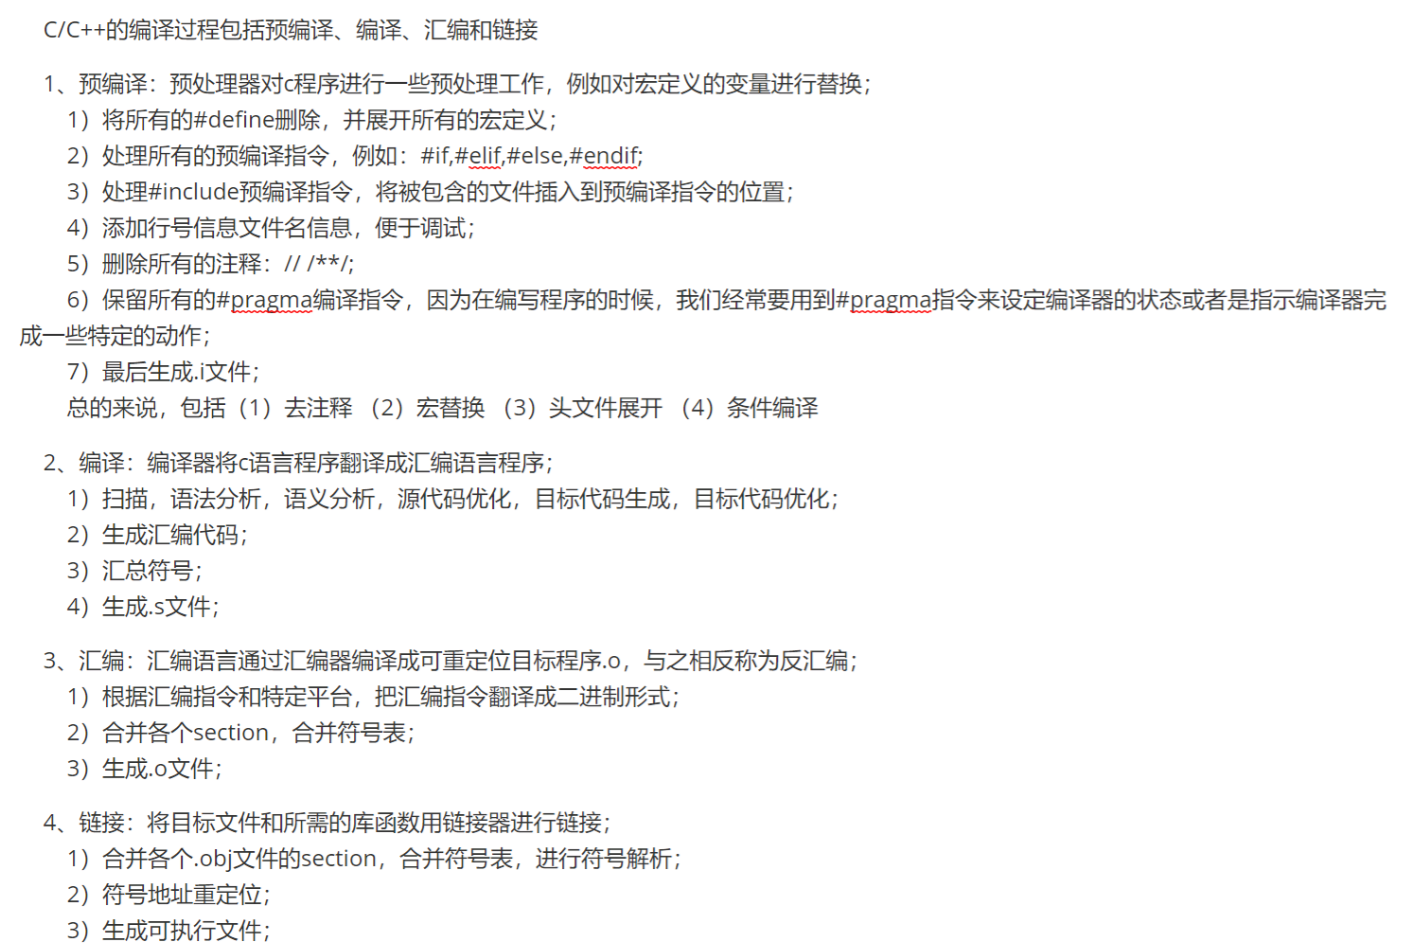 C/C++的编译过程包括预编译、编译、汇编和链接
1、预编译：预处理器对c程序进行一些预处理工作，例如对宏定义的变量进行替换；
1）将所有的#define删除，并展开所有的宏定义；
2）处理所有的预编译指令，例如：#if,#elif,#else,#endif;
3）处理#include预编译指令，将被包含的文件插入到预编译指令的位置；
4）添加行号信息文件名信息，便于调试；
5）删除所有的注释：// /**/;
6）保留所有的#pragma编译指令，因为在编写程序的时候，我们经常要用到#pragma指令来设定编译器的状态或者是指示编译器完
成一些特定的动作；
7）最后生成.i文件；
总的来说，包括（1）去注释 （2）宏替换 （3）头文件展开 （4）条件编译
2、编译：编译器将c语言程序翻译成汇编语言程序；
1）扫描，语法分析，语义分析，源代码优化，目标代码生成，目标代码优化；
2）生成汇编代码；
3）汇总符号；
4）生成.s文件；
3、汇编：汇编语言通过汇编器编译成可重定位目标程序.o，与之相反称为反汇编；
1）根据汇编指令和特定平台，把汇编指令翻译成二进制形式；
2）合并各个section，合并符号表；
3）生成.o文件；
4、链接：将目标文件和所需的库函数用链接器进行链接；
1）合并各个.obj文件的section，合并符号表，进行符号解析；
2）符号地址重定位；
3）生成可执行文件；